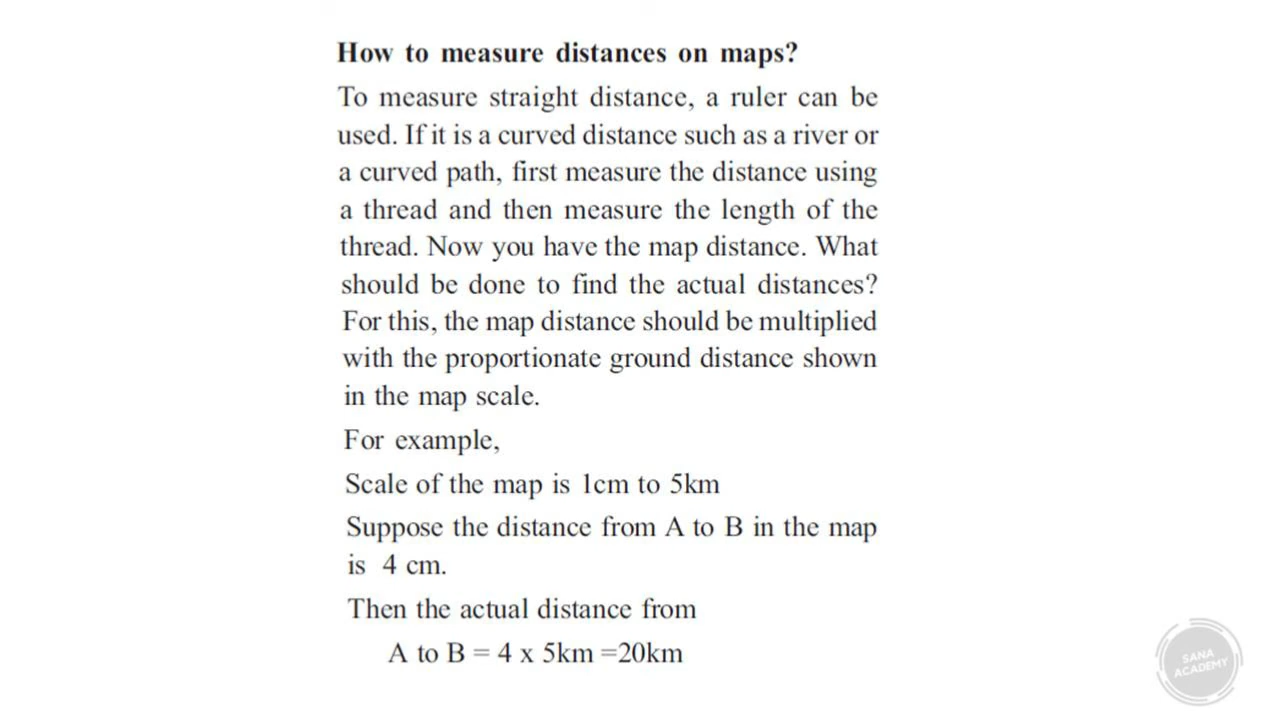 How to measure distances on maps?
To measure straight distance, a ruler can be
used. If it is a curved distance such as a river or
a curved path, first measure the distance using
a thread and then measure the length of the
thread. Now you have the map distance. What
should be done to find the actual distances?
For this, the map distance should be multiplied
with the proportionate ground distance shown
in the map scale.
For example,
Scale of the map is 1cm to 5km
Suppose the distance from A to B in the map
is 4 cm.
Then the actual distance from
A to B = 4 x 5km =20km
SANA
ACADEMY